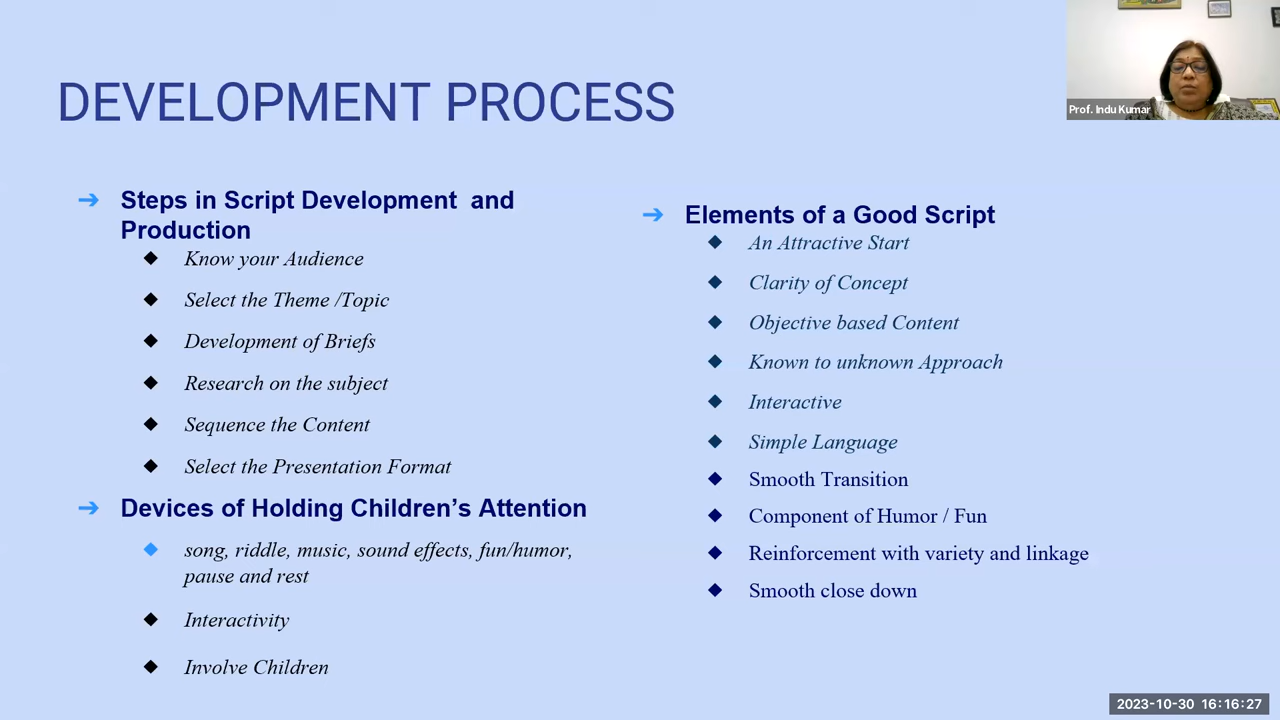 DEVELOPMENT PROCESS
Prof. Indu Kumar
➔ Steps in Script Development and
Production
◆ Know your Audience
◆ Select the Theme /Topic
◆ Development of Briefs
◆ Research on the subject
◆ Sequence the Content
◆ Select the Presentation Format
➔ Devices of Holding Children’s Attention
◆ song, riddle, music, sound effects, fun/humor,
pause and rest
◆ Interactivity
◆ Involve Children
➔ Elements of a Good Script
◆ An Attractive Start
◆ Clarity of Concept
◆ Objective based Content
◆ Known to unknown Approach
◆ Interactive
◆ Simple Language
◆ Smooth Transition
◆ Component of Humor / Fun
◆ Reinforcement with variety and linkage
◆ Smooth close down
2023-10-30 16:16:27